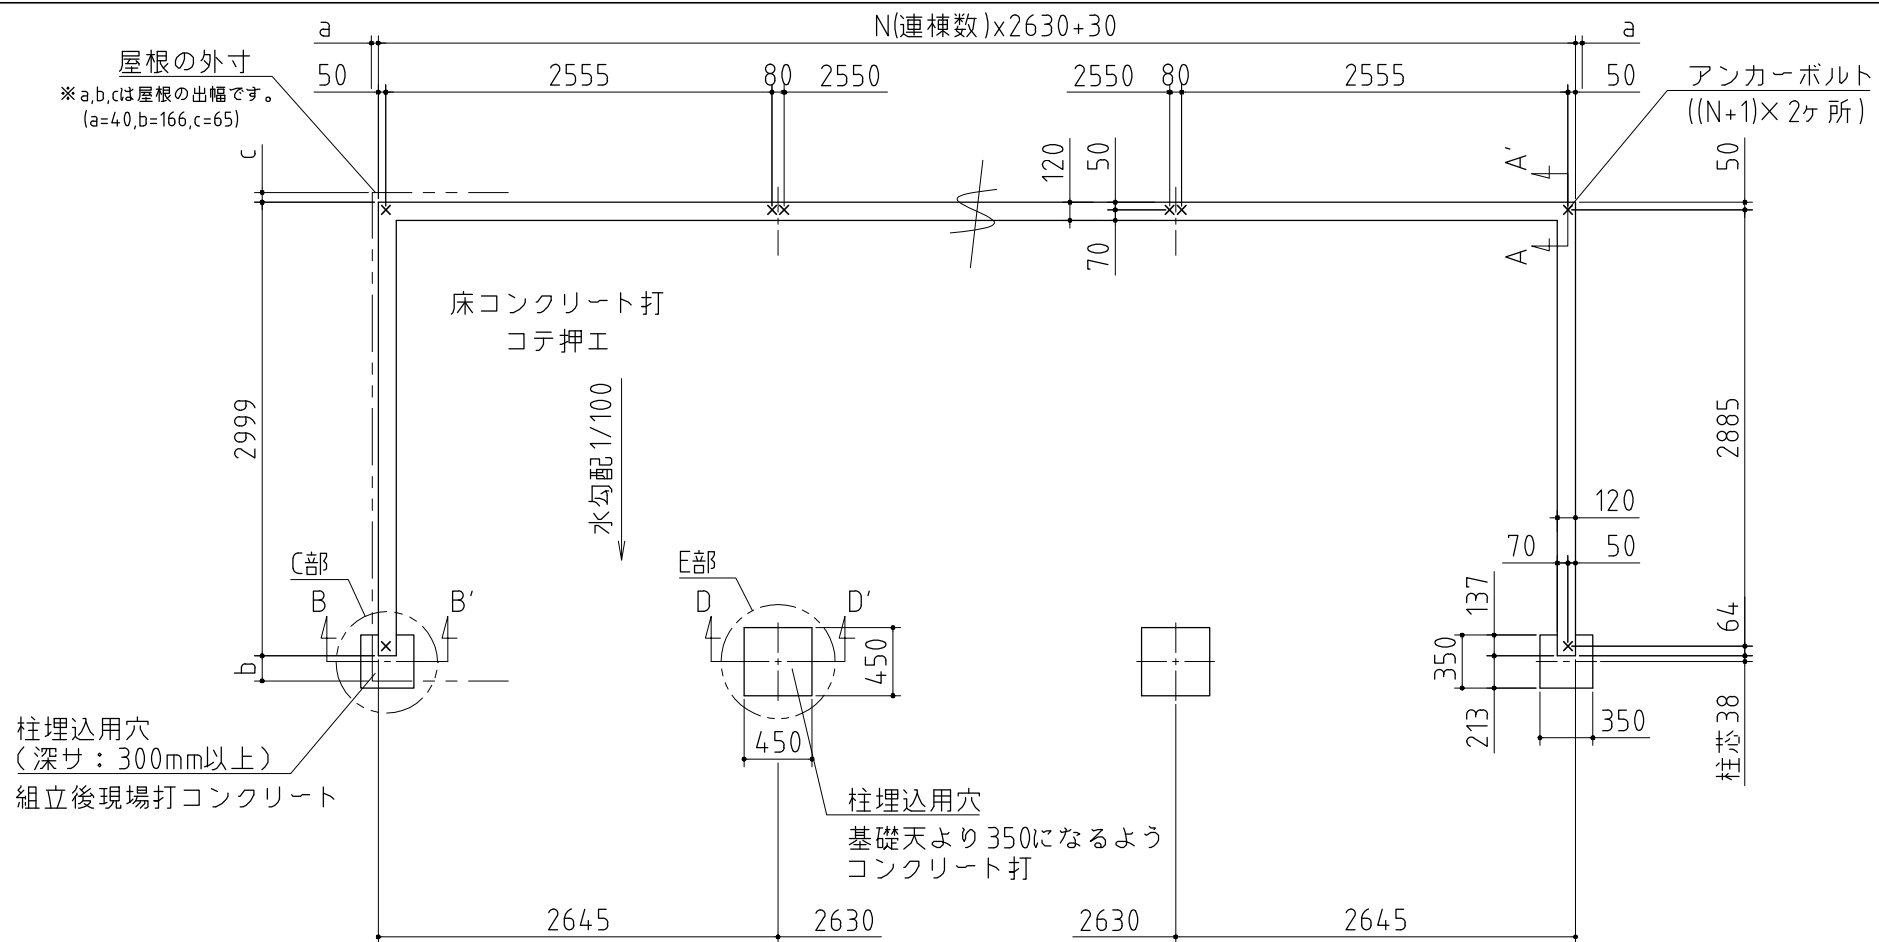 a
N(連棟数)x2630+30
a
屋根の外寸
50
2555
80
2550
2550
80
2555
50
アンカーボルト
※a,b,cは屋根の出幅です。
(a=40,b=166,c=65)
((N+1)× 2ヶ所)
c
120
50
A'
50
70
A
床コンクリート打
コテ押エ
水勾配1/100
2999
2885
120
70
50
C部
E部
B
B'
D
D'
137
64
450
350
b
213
350
柱芯38
450
柱埋込用穴
(深サ:300mm以上)
組立後現場打コンクリート
柱埋込用穴
基礎天より350になるよう
コンクリート打
2645
2630
2630
2645